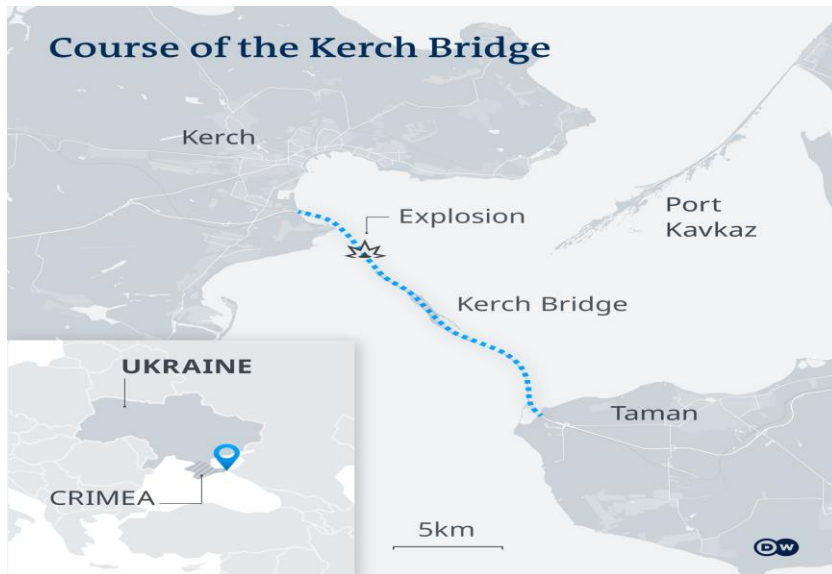 Course of the Kerch Bridge
Kerch
Explosion
Port
Kavkaz
Kerch Bridge
UKRAINE
Taman
CRIMEA
5km
DW